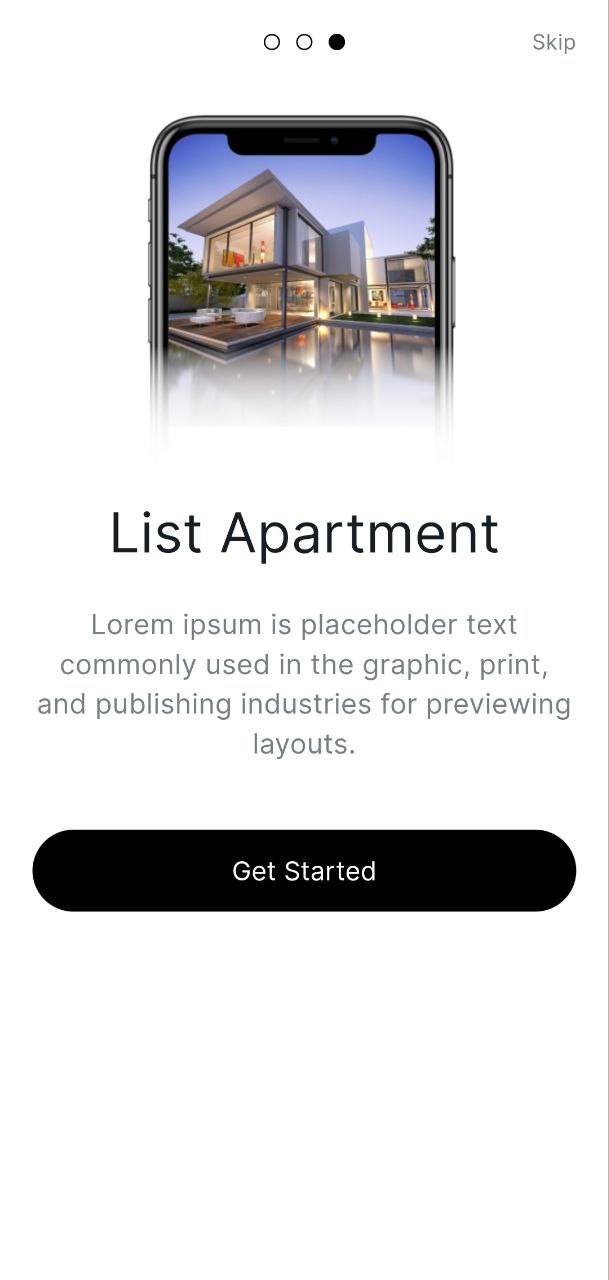 Skip
List Apartment
Lorem ipsum is placeholder text
commonly used in the graphic, print,
and publishing industries for previewing
layouts.
Get Started